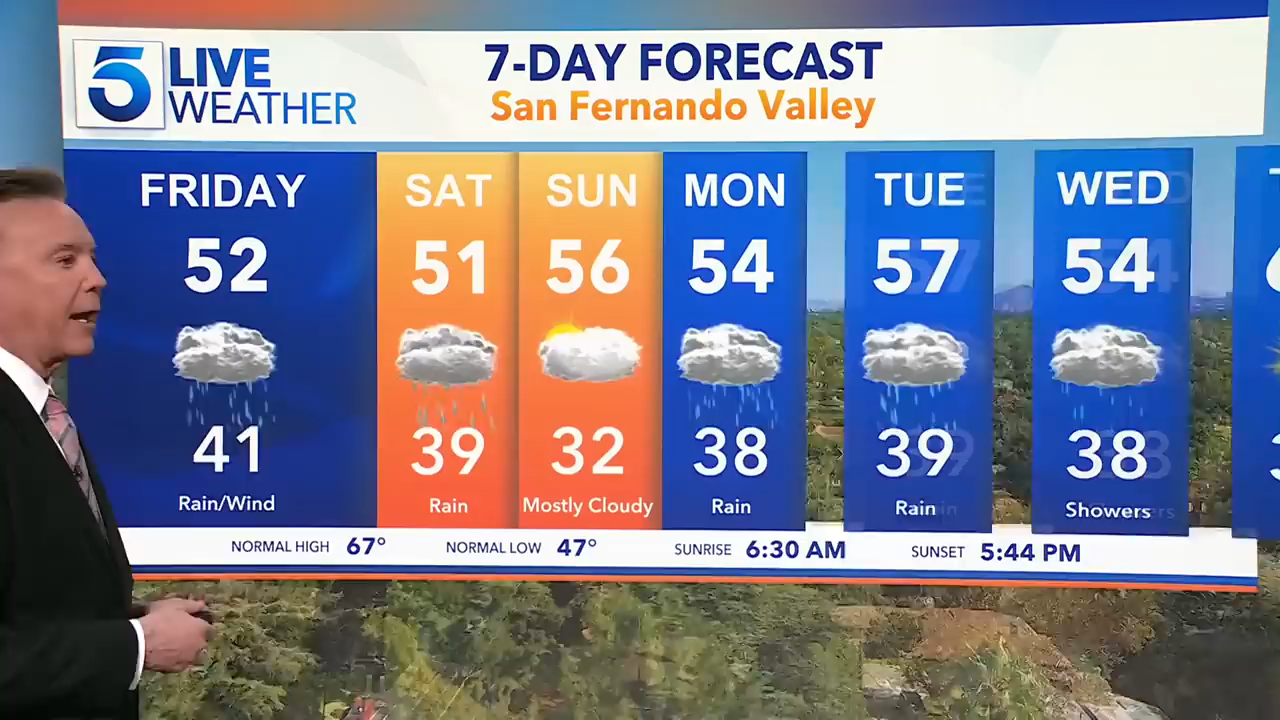 5 LIVE
WEATHER
7-DAY FORECAST
San Fernando Valley
FRIDAY
52
41
Rain/Wind
SAT
51
39
Rain
SUN
56
32
Mostly Cloudy
MON
54
38
Rain
TUE
57
39
Rain
WED
54
38
Showers
NORMAL HIGH 67° NORMAL LOW 47° SUNRISE 6:30 AM SUNSET 5:44 PM